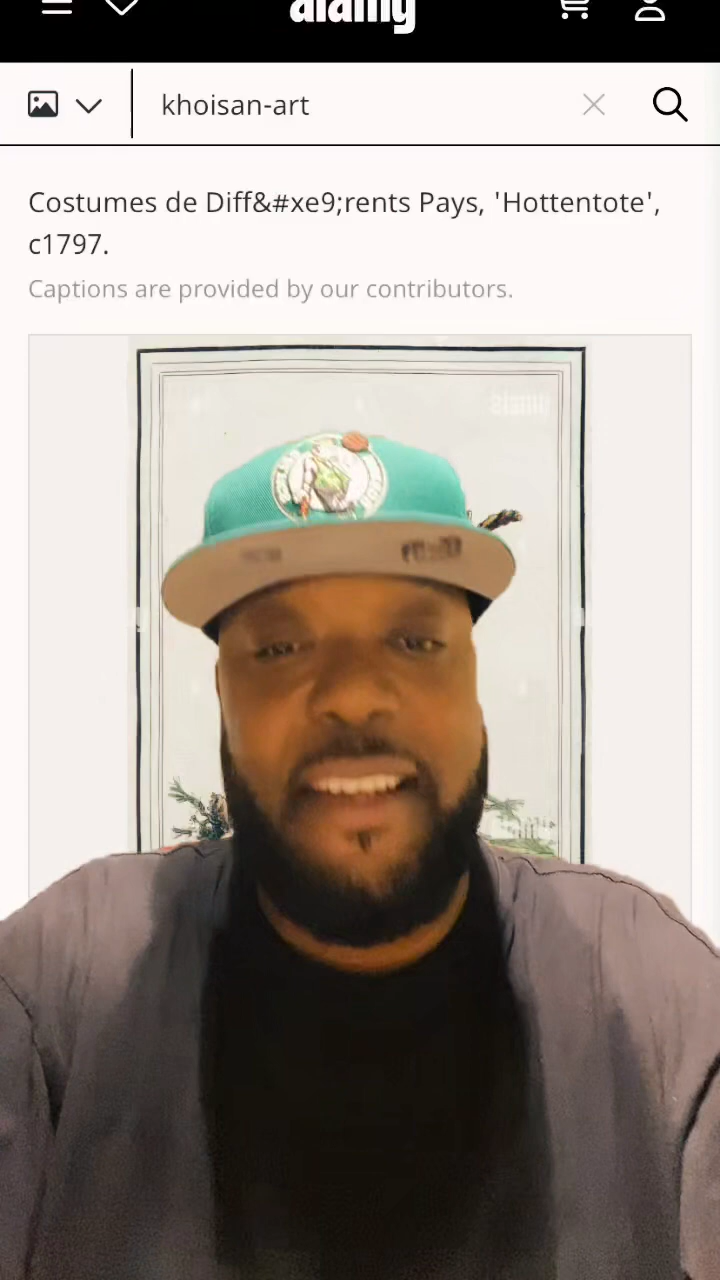 alamy
khoisan-art
Costumes de Diff&#xe9;rents Pays, 'Hottentote',
c1797.
Captions are provided by our contributors.